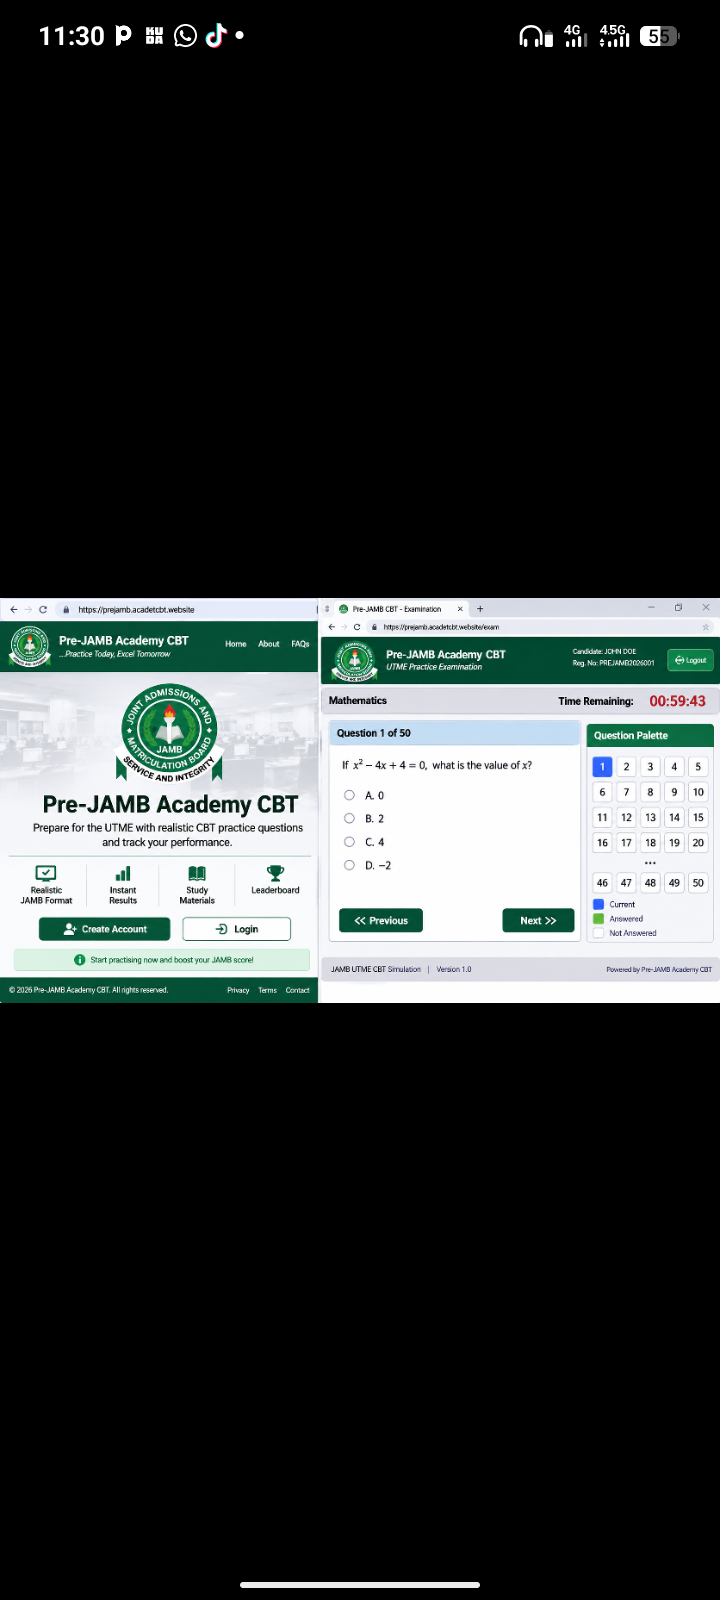 11:30
KU
DA
4G
4.5G
55
https://prejamb.acadetcbt.website
Pre-JAMB Academy CBT
...Practice Today, Excel Tomorrow
Home
About
FAQs
JOINT ADMISSIONS AND
MATRICULATION BOARD
JAMB
SERVICE AND INTEGRITY
Pre-JAMB Academy CBT
Prepare for the UTME with realistic CBT practice questions
and track your performance.
Realistic
JAMB Format
Instant
Results
Study
Materials
Leaderboard
Create Account
Login
Start practising now and boost your JAMB score!
© 2026 Pre-JAMB Academy CBT. All rights reserved.
Privacy
Terms
Contact
Pre-JAMB CBT - Examination
https://prejamb.acadetcbt.website/exam
Pre-JAMB Academy CBT
UTME Practice Examination
Candidate: JOHN DOE
Reg. No: PREJAMB2026001
Logout
Mathematics
Time Remaining: 00:59:43
Question 1 of 50
If x² − 4x + 4 = 0, what is the value of x?
A. 0
B. 2
C. 4
D. −2
<< Previous
Next >>
Question Palette
1 2 3 4 5
6 7 8 9 10
11 12 13 14 15
16 17 18 19 20
...
46 47 48 49 50
Current
Answered
Not Answered
JAMB UTME CBT Simulation | Version 1.0
Powered by Pre-JAMB Academy CBT